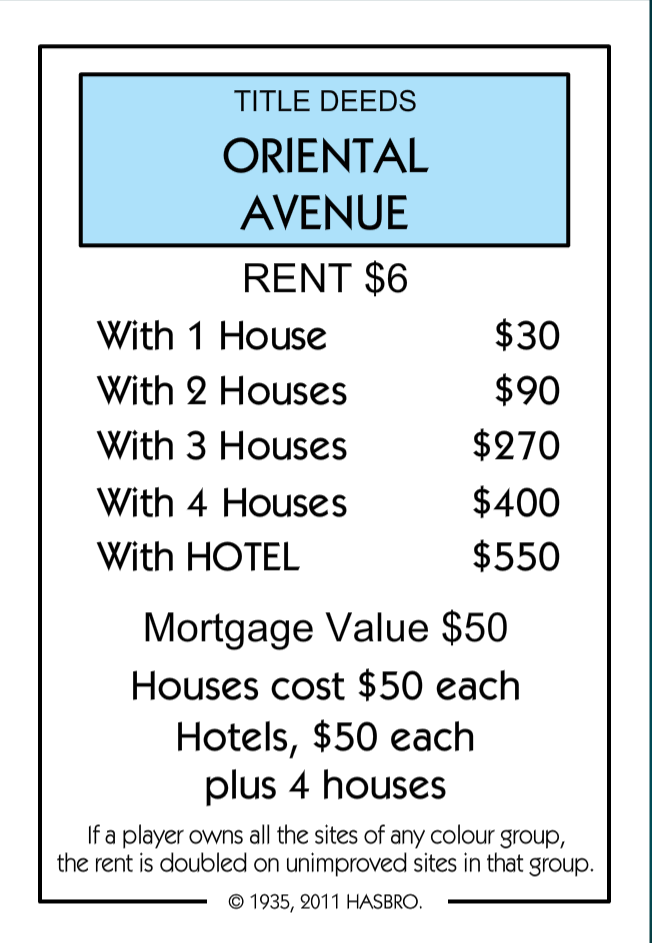 TITLE DEEDS
ORIENTAL
AVENUE
RENT $6
With 1 House $30
With 2 Houses $90
With 3 Houses $270
With 4 Houses $400
With HOTEL $550
Mortgage Value $50
Houses cost $50 each
Hotels, $50 each
plus 4 houses
If a player owns all the sites of any colour group,
the rent is doubled on unimproved sites in that group.
© 1935, 2011 HASBRO.